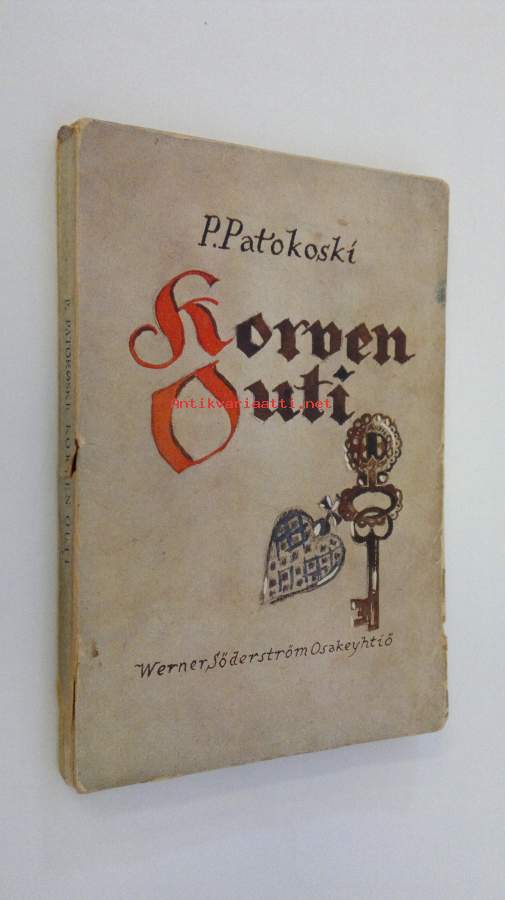 P. Patokoski
Korven
Outi
Antikvariaatti.net
Werner Söderström Osakeyhtiö
P. PATOKOSKI: KORVEN OUTI